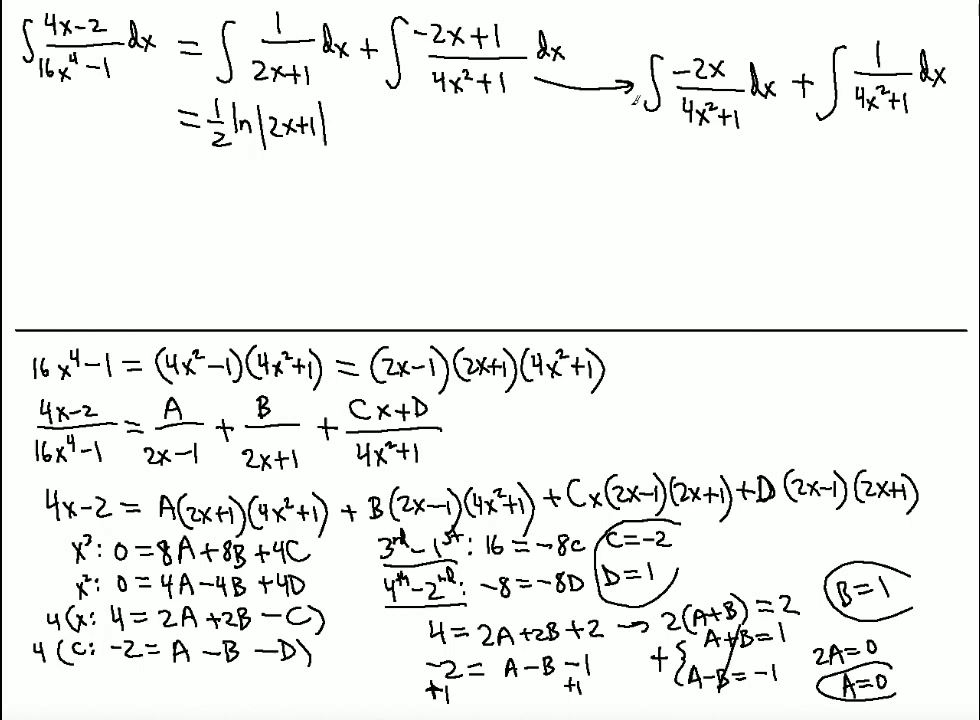 ∫ (4x-2)/(16x⁴-1) dx = ∫ 1/(2x+1) dx + ∫ (-2x+1)/(4x²+1) dx → ∫ (-2x)/(4x²+1) dx + ∫ 1/(4x²+1) dx
= 1/2 ln|2x+1|
16x⁴-1 = (4x²-1)(4x²+1) = (2x-1)(2x+1)(4x²+1)
(4x-2)/(16x⁴-1) = A/(2x-1) + B/(2x+1) + (Cx+D)/(4x²+1)
4x-2 = A(2x+1)(4x²+1) + B(2x-1)(4x²+1) + Cx(2x-1)(2x+1) + D(2x-1)(2x+1)
x³: 0 = 8A+8B+4C
x²: 0 = 4A-4B+4D
4(x: 4 = 2A+2B-C)
4(C: -2 = A-B-D)
3rd - 1st: 16 = -8C C=-2
4th - 2nd: -8 = -8D D=1
4 = 2A+2B+2 → 2(A+B) = 2
-2 = A-B-1
+1 +1
+{ A+B=1
A-B=-1
B=1
2A=0
A=0